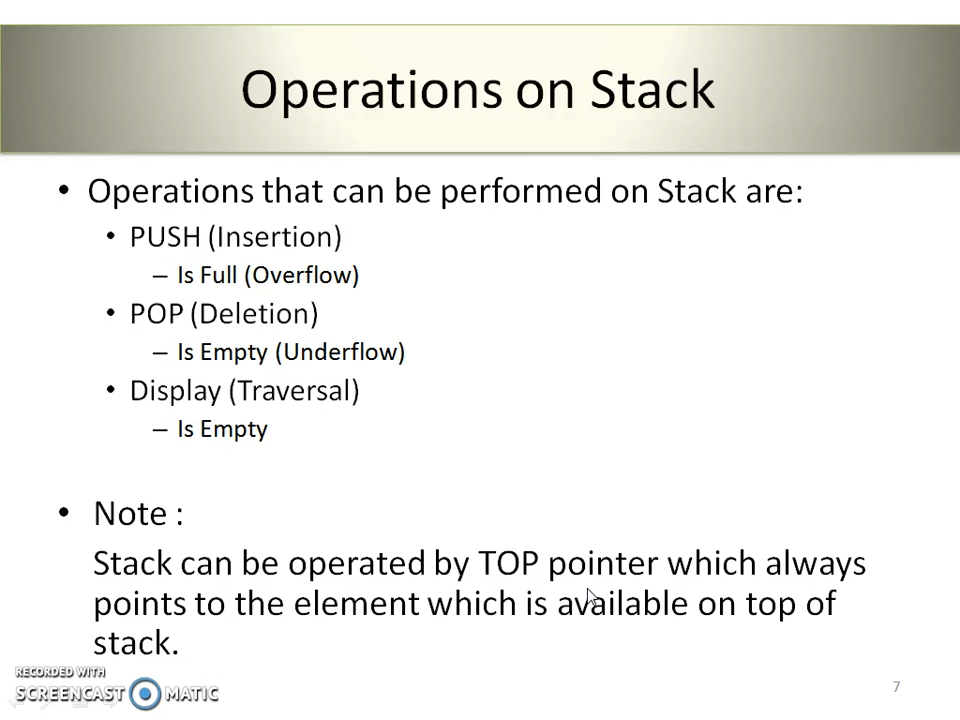 Operations on Stack
• Operations that can be performed on Stack are:
• PUSH (Insertion)
– Is Full (Overflow)
• POP (Deletion)
– Is Empty (Underflow)
• Display (Traversal)
– Is Empty
• Note :
Stack can be operated by TOP pointer which always
points to the element which is available on top of
stack.
RECORDED WITH
SCREENCAST MATIC
7